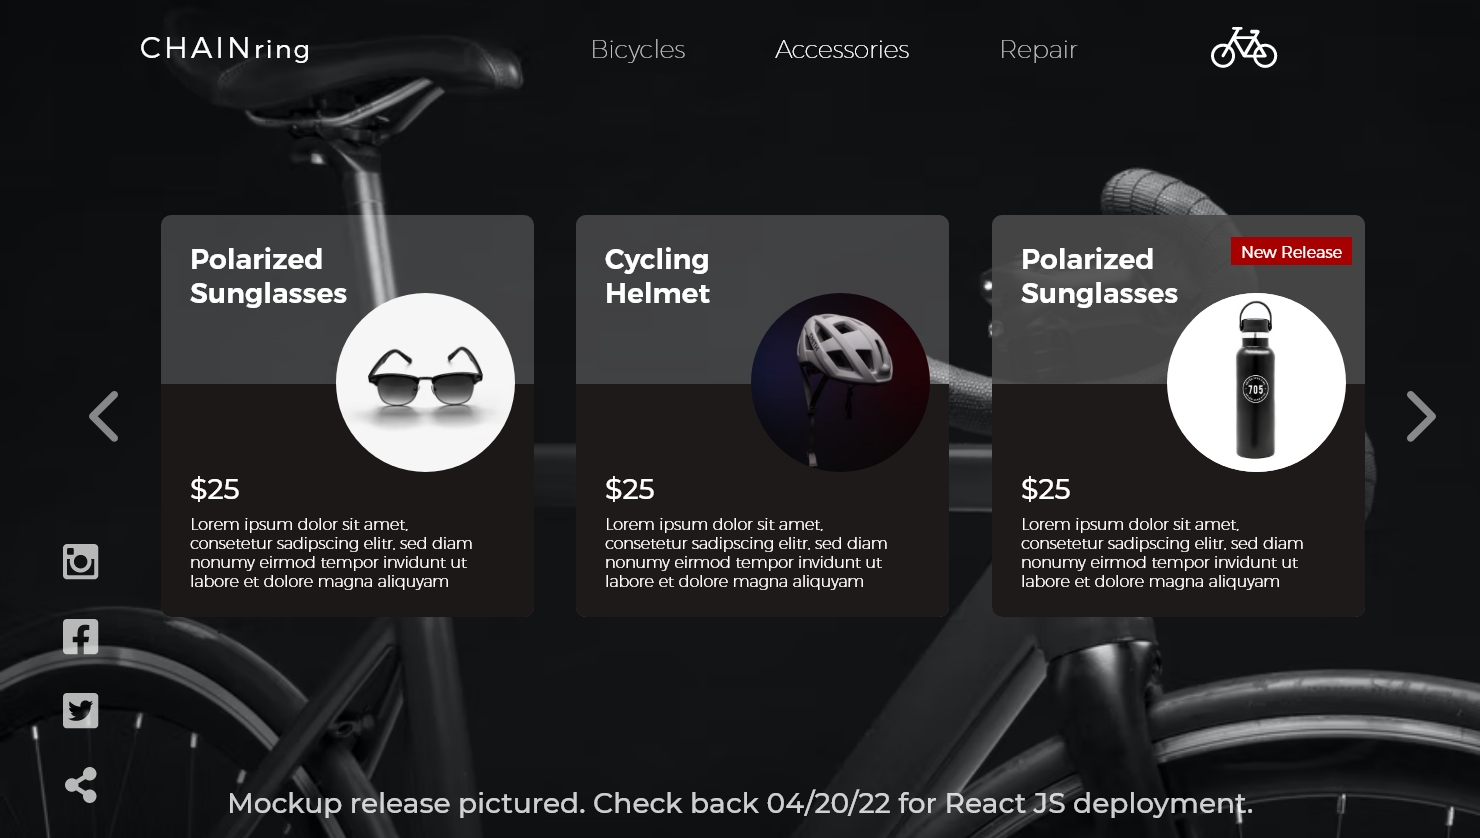 CHAINring
Bicycles
Accessories
Repair
Polarized
Sunglasses
$25
Lorem ipsum dolor sit amet,
consetetur sadipscing elitr, sed diam
nonumy eirmod tempor invidunt ut
labore et dolore magna aliquyam
Cycling
Helmet
$25
Lorem ipsum dolor sit amet,
consetetur sadipscing elitr, sed diam
nonumy eirmod tempor invidunt ut
labore et dolore magna aliquyam
Polarized
Sunglasses
New Release
705
$25
Lorem ipsum dolor sit amet,
consetetur sadipscing elitr, sed diam
nonumy eirmod tempor invidunt ut
labore et dolore magna aliquyam
Mockup release pictured. Check back 04/20/22 for React JS deployment.